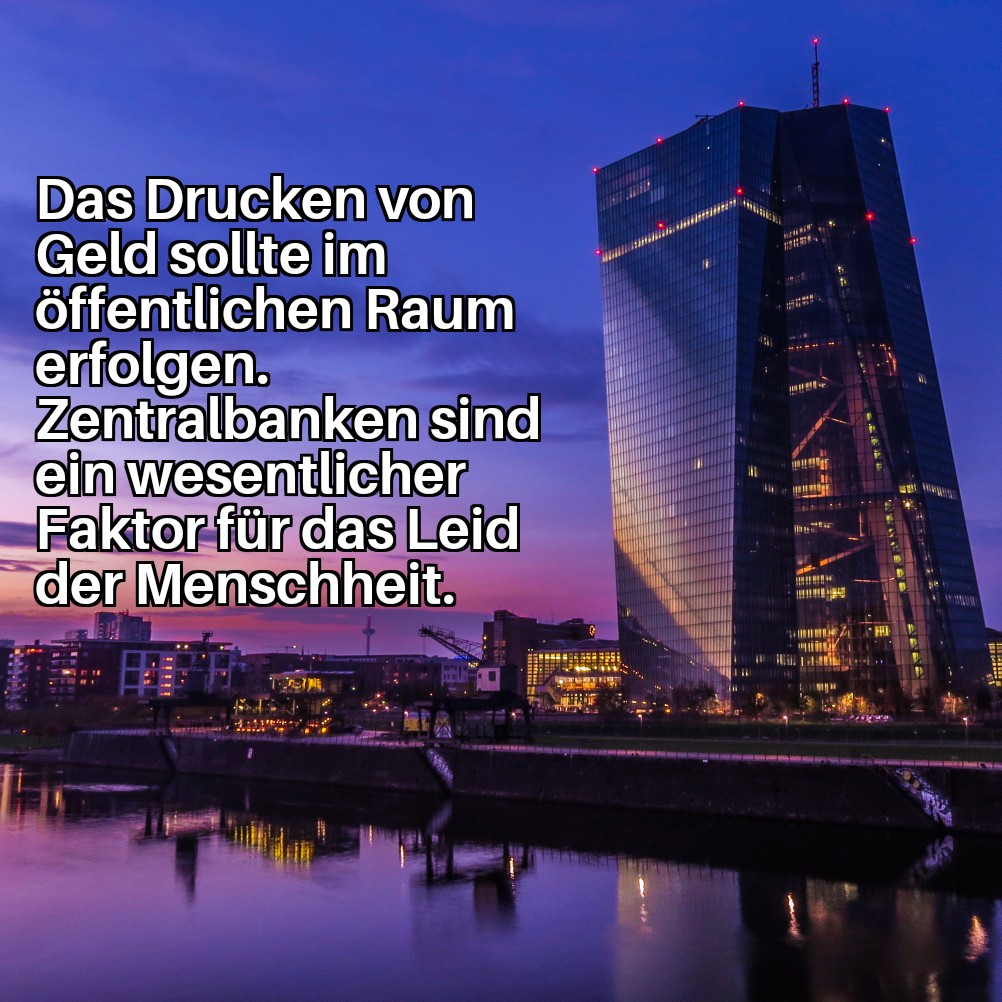 Das Drucken von
Geld sollte im
öffentlichen Raum
erfolgen.
Zentralbanken sind
ein wesentlicher
Faktor für das Leid
der Menschheit.